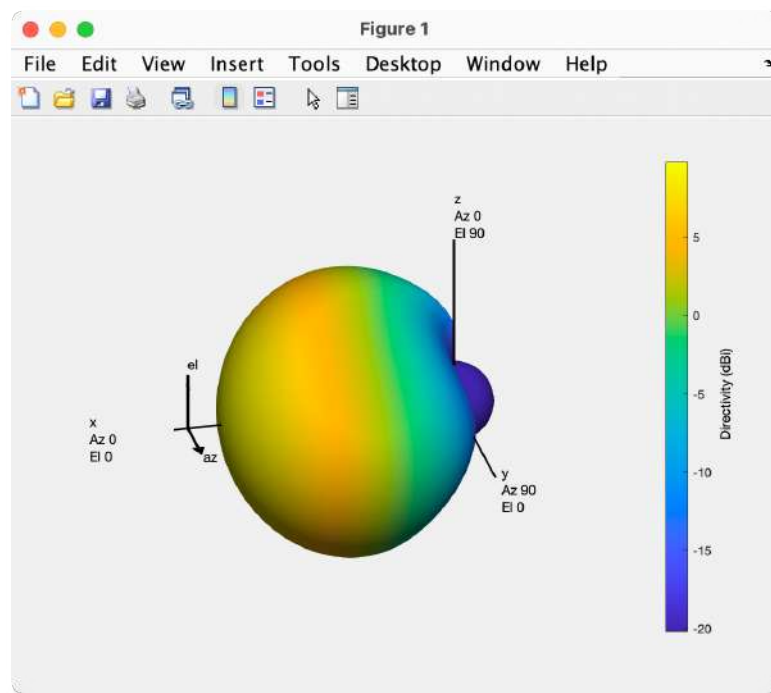 Figure 1
File Edit View Insert Tools Desktop Window Help
z
Az 0
El 90
5
0
-5
-10
-15
-20
Directivity (dBi)
el
az
x
Az 0
El 0
y
Az 90
El 0